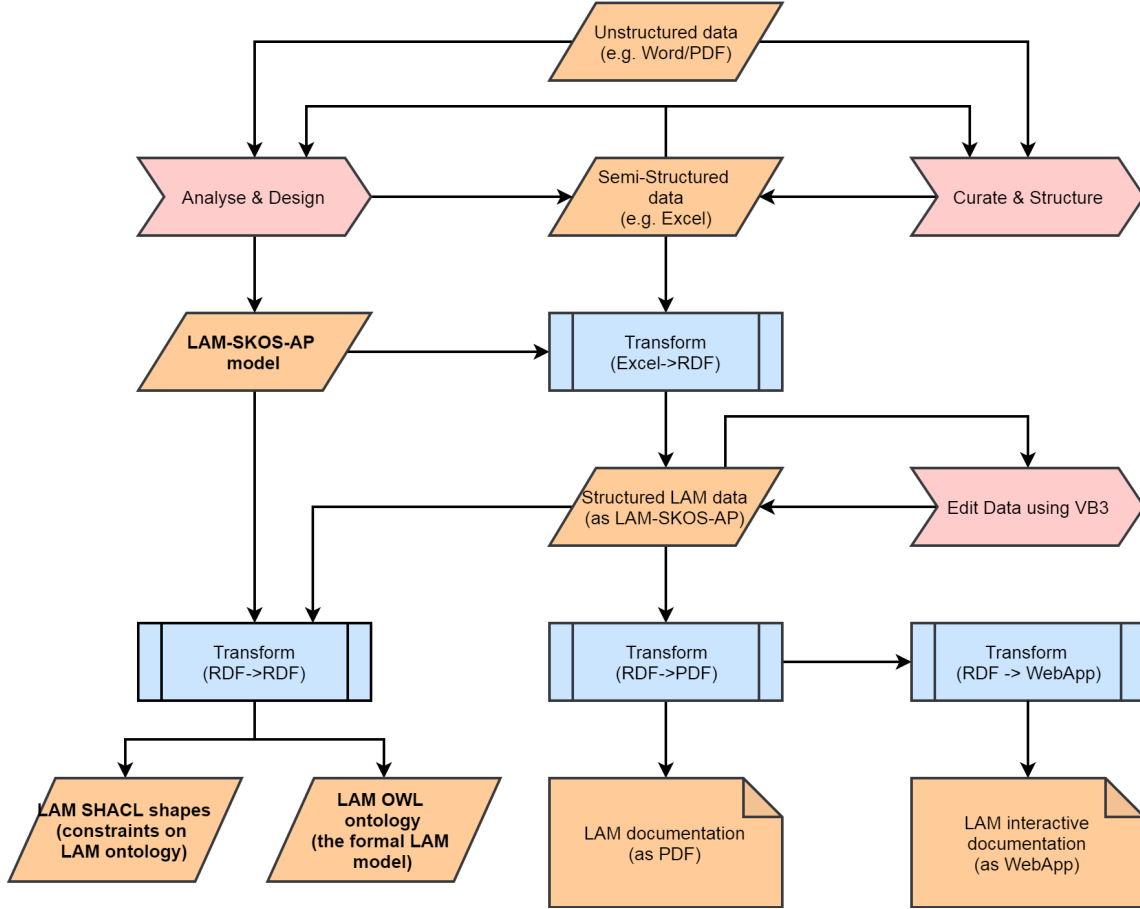 Unstructured data
(e.g. Word/PDF)
Analyse & Design
Semi-Structured
data
(e.g. Excel)
Curate & Structure
LAM-SKOS-AP
model
Transform
(Excel->RDF)
Structured LAM data
(as LAM-SKOS-AP)
Edit Data using VB3
Transform
(RDF->RDF)
Transform
(RDF->PDF)
Transform
(RDF -> WebApp)
LAM SHACL shapes
(constraints on
LAM ontology)
LAM OWL
ontology
(the formal LAM
model)
LAM documentation
(as PDF)
LAM interactive
documentation
(as WebApp)